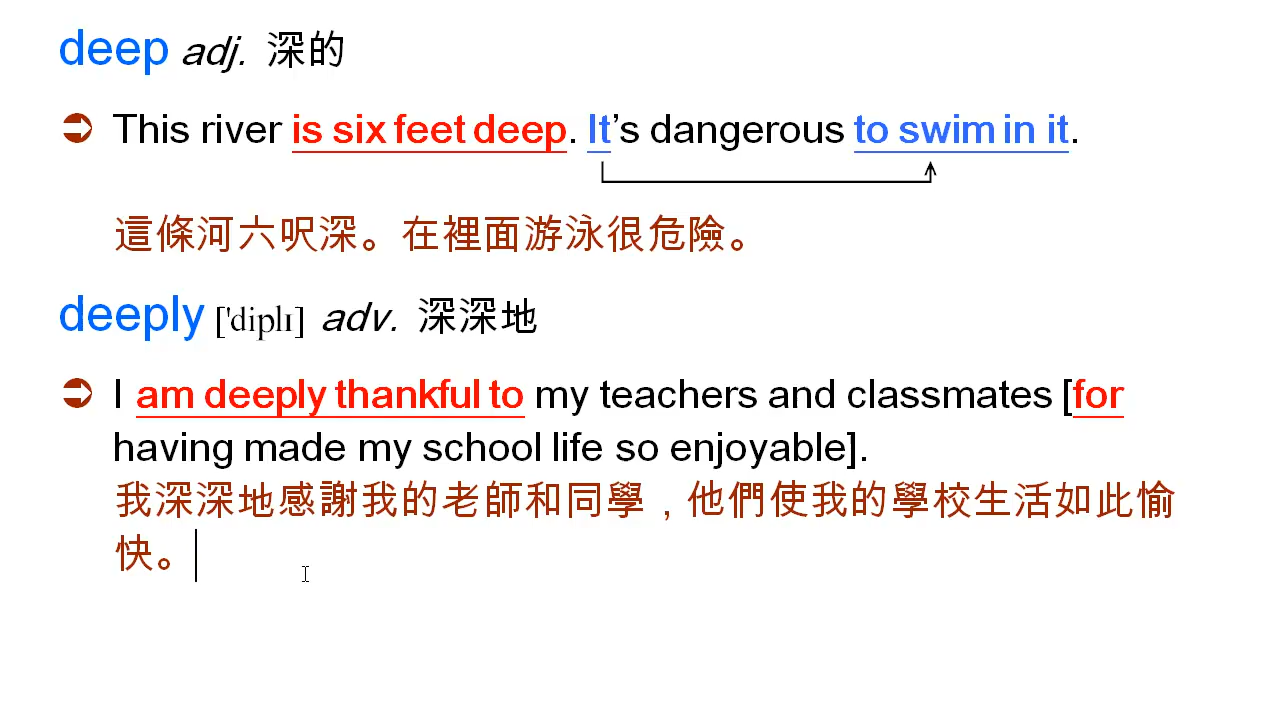 deep adj. 深的
➲ This river is six feet deep. It's dangerous to swim in it.
這條河六呎深。在裡面游泳很危險。
deeply [ˈdiplɪ] adv. 深深地
➲ I am deeply thankful to my teachers and classmates [for
having made my school life so enjoyable].
我深深地感謝我的老師和同學，他們使我的學校生活如此愉
快。